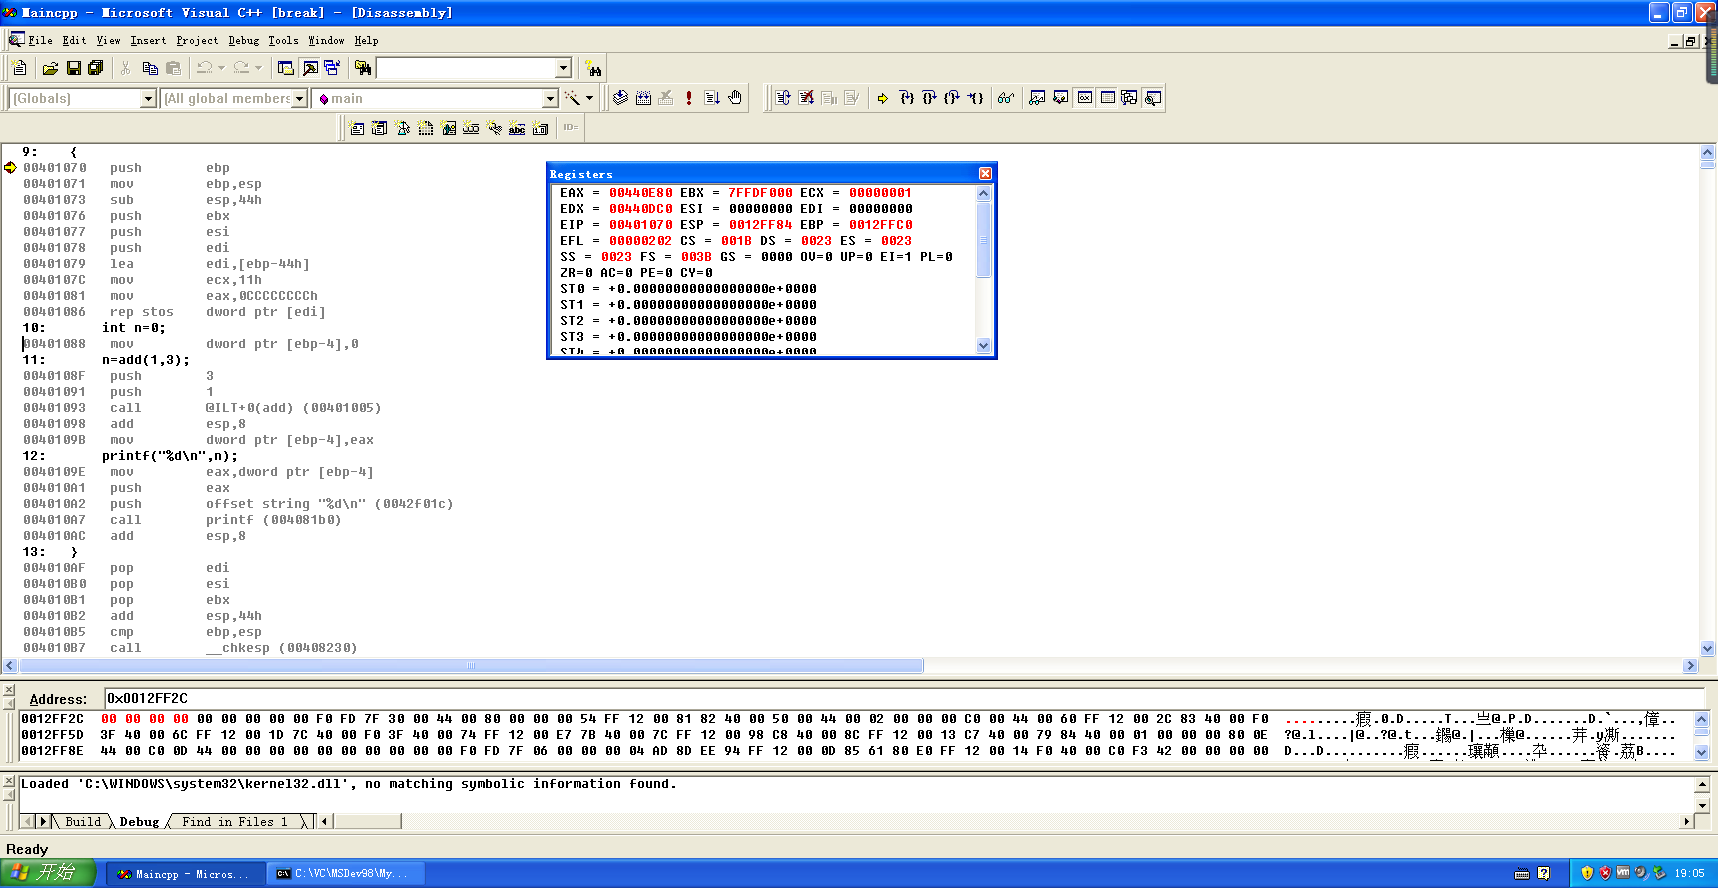 Maincpp - Microsoft Visual C++ [break] - [Disassembly]
File Edit View Insert Project Debug Tools Window Help
(Globals) (All global members main
ID=
9: {
00401070 push ebp
00401071 mov ebp,esp
00401073 sub esp,44h
00401076 push ebx
00401077 push esi
00401078 push edi
00401079 lea edi,[ebp-44h]
0040107C mov ecx,11h
00401081 mov eax,0CCCCCCCCh
00401086 rep stos dword ptr [edi]
10: int n=0;
00401088 mov dword ptr [ebp-4],0
11: n=add(1,3);
0040108F push 3
00401091 push 1
00401093 call @ILT+0(add) (00401005)
00401098 add esp,8
0040109B mov dword ptr [ebp-4],eax
12: printf("%d\n",n);
0040109E mov eax,dword ptr [ebp-4]
004010A1 push eax
004010A2 push offset string "%d\n" (0042f01c)
004010A7 call printf (004081b0)
004010AC add esp,8
13: }
004010AF pop edi
004010B0 pop esi
004010B1 pop ebx
004010B2 add esp,44h
004010B5 cmp ebp,esp
004010B7 call __chkesp (00408230)
Registers
EAX = 00440E80 EBX = 7FFDF000 ECX = 00000001
EDX = 00440DC0 ESI = 00000000 EDI = 00000000
EIP = 00401070 ESP = 0012FF84 EBP = 0012FFC0
EFL = 00000202 CS = 001B DS = 0023 ES = 0023
SS = 0023 FS = 003B GS = 0000 OV=0 UP=0 EI=1 PL=0
ZR=0 AC=0 PE=0 CY=0
ST0 = +0.00000000000000000e+0000
ST1 = +0.00000000000000000e+0000
ST2 = +0.00000000000000000e+0000
ST3 = +0.00000000000000000e+0000
ST4 = +0.00000000000000000e+0000
Address: 0x0012FF2C
0012FF2C 00 00 00 00 00 00 00 00 00 F0 FD 7F 30 00 44 00 80 00 00 00 54 FF 12 00 81 82 40 00 50 00 44 00 02 00 00 00 C0 00 44 00 60 FF 12 00 2C 83 40 00 F0
0012FF5D 3F 40 00 6C FF 12 00 1D 7C 40 00 F0 3F 40 00 74 FF 12 00 E7 7B 40 00 7C FF 12 00 98 C8 40 00 8C FF 12 00 13 C7 40 00 79 84 40 00 01 00 00 00 80 0E
0012FF8E 44 00 C0 0D 44 00 00 00 00 00 00 00 00 00 F0 FD 7F 06 00 00 00 04 AD 8D EE 94 FF 12 00 0D 85 61 80 E0 FF 12 00 14 F0 40 00 C0 F3 42 00 00 00 00
Loaded 'C:\WINDOWS\system32\kernel32.dll', no matching symbolic information found.
Build Debug Find in Files 1
Ready
开始 Maincpp - Micros... C:\VC\MSDev98\My... 19:05